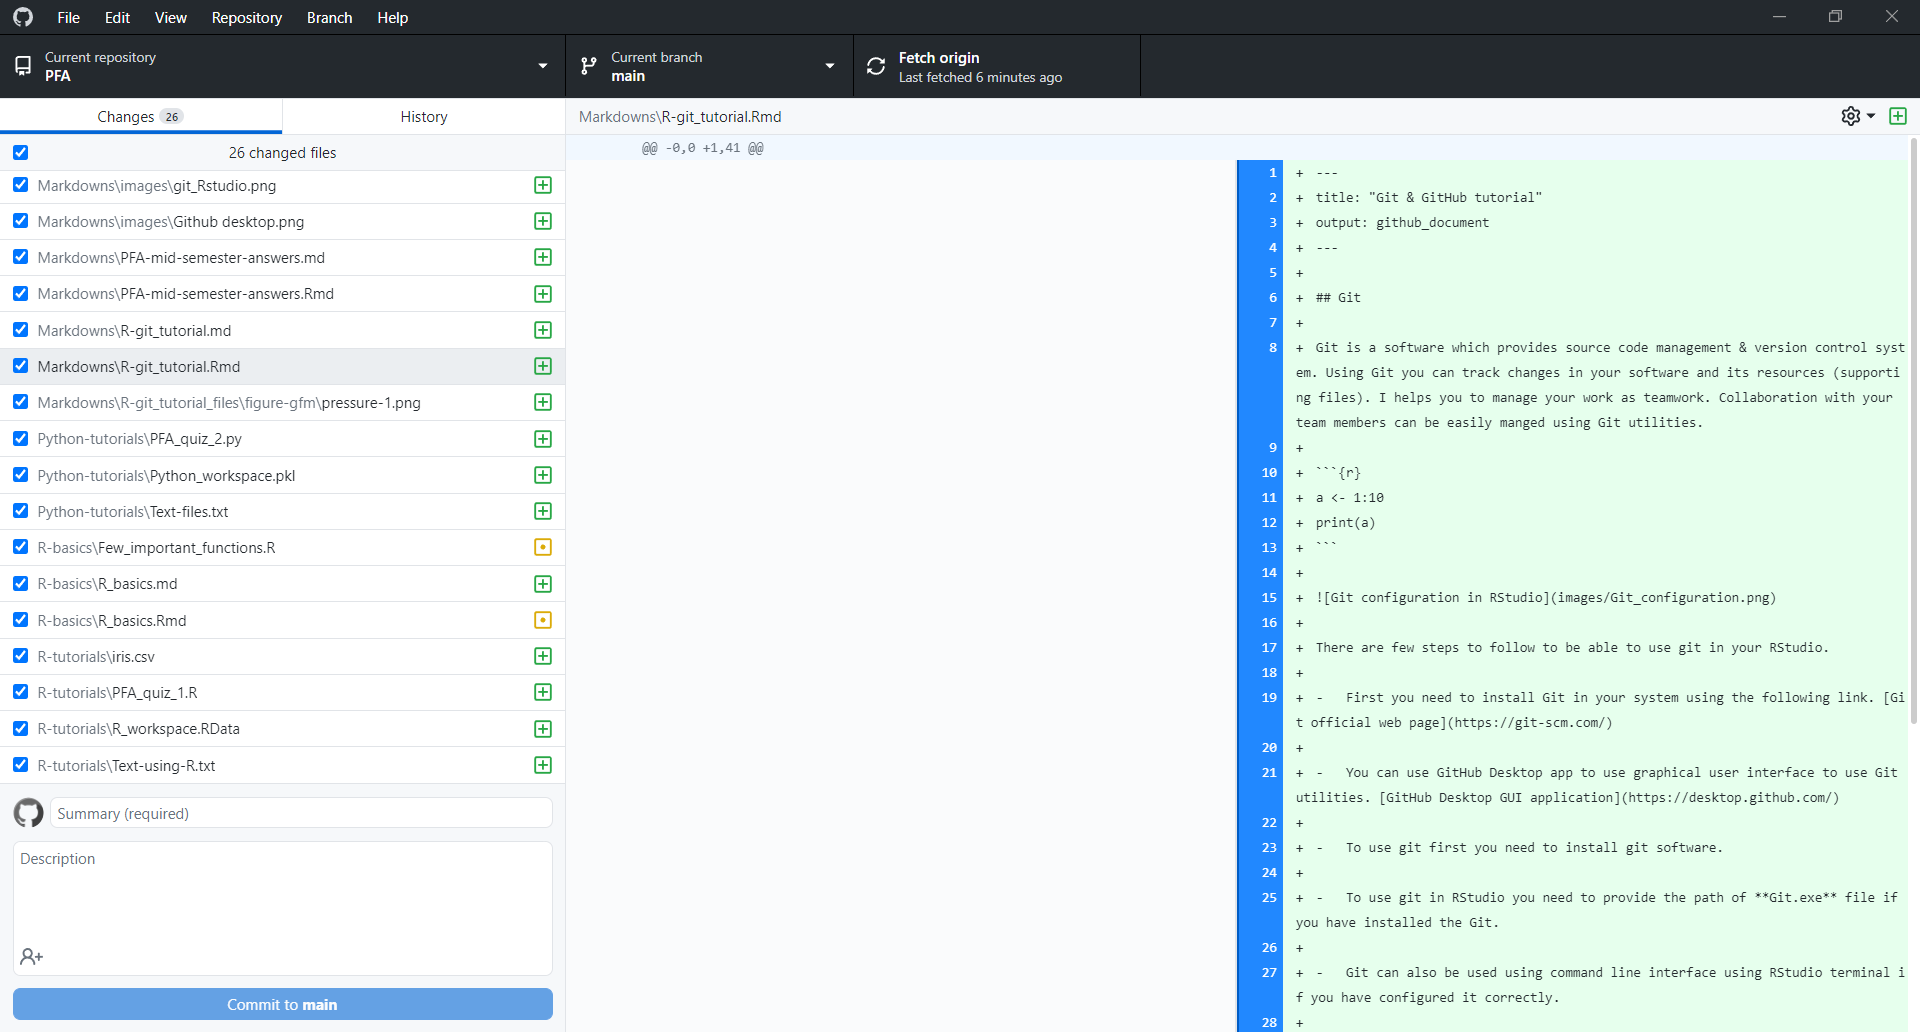 File Edit View Repository Branch Help
Current repository
PFA
Current branch
main
Fetch origin
Last fetched 6 minutes ago
Changes 26
History
26 changed files
Markdowns\images\git_Rstudio.png
Markdowns\images\Github desktop.png
Markdowns\PFA-mid-semester-answers.md
Markdowns\PFA-mid-semester-answers.Rmd
Markdowns\R-git_tutorial.md
Markdowns\R-git_tutorial.Rmd
Markdowns\R-git_tutorial_files\figure-gfm\pressure-1.png
Python-tutorials\PFA_quiz_2.py
Python-tutorials\Python_workspace.pkl
Python-tutorials\Text-files.txt
R-basics\Few_important_functions.R
R-basics\R_basics.md
R-basics\R_basics.Rmd
R-tutorials\iris.csv
R-tutorials\PFA_quiz_1.R
R-tutorials\R_workspace.RData
R-tutorials\Text-using-R.txt
Summary (required)
Description
Commit to main
Markdowns\R-git_tutorial.Rmd
@@ -0,0 +1,41 @@
1 + ---
2 + title: "Git & GitHub tutorial"
3 + output: github_document
4 + ---
5 +
6 + ## Git
7 +
8 + Git is a software which provides source code management & version control syst
em. Using Git you can track changes in your software and its resources (supporti
ng files). I helps you to manage your work as teamwork. Collaboration with your
team members can be easily manged using Git utilities.
9 +
10 + ```{r}
11 + a <- 1:10
12 + print(a)
13 + ```
14 +
15 + ![Git configuration in RStudio](images/Git_configuration.png)
16 +
17 + There are few steps to follow to be able to use git in your RStudio.
18 +
19 + -   First you need to install Git in your system using the following link. [Gi
t official web page](https://git-scm.com/)
20 +
21 + -   You can use GitHub Desktop app to use graphical user interface to use Git
utilities. [GitHub Desktop GUI application](https://desktop.github.com/)
22 +
23 + -   To use git first you need to install git software.
24 +
25 + -   To use git in RStudio you need to provide the path of **Git.exe** file if
you have installed the Git.
26 +
27 + -   Git can also be used using command line interface using RStudio terminal i
f you have configured it correctly.
28 +